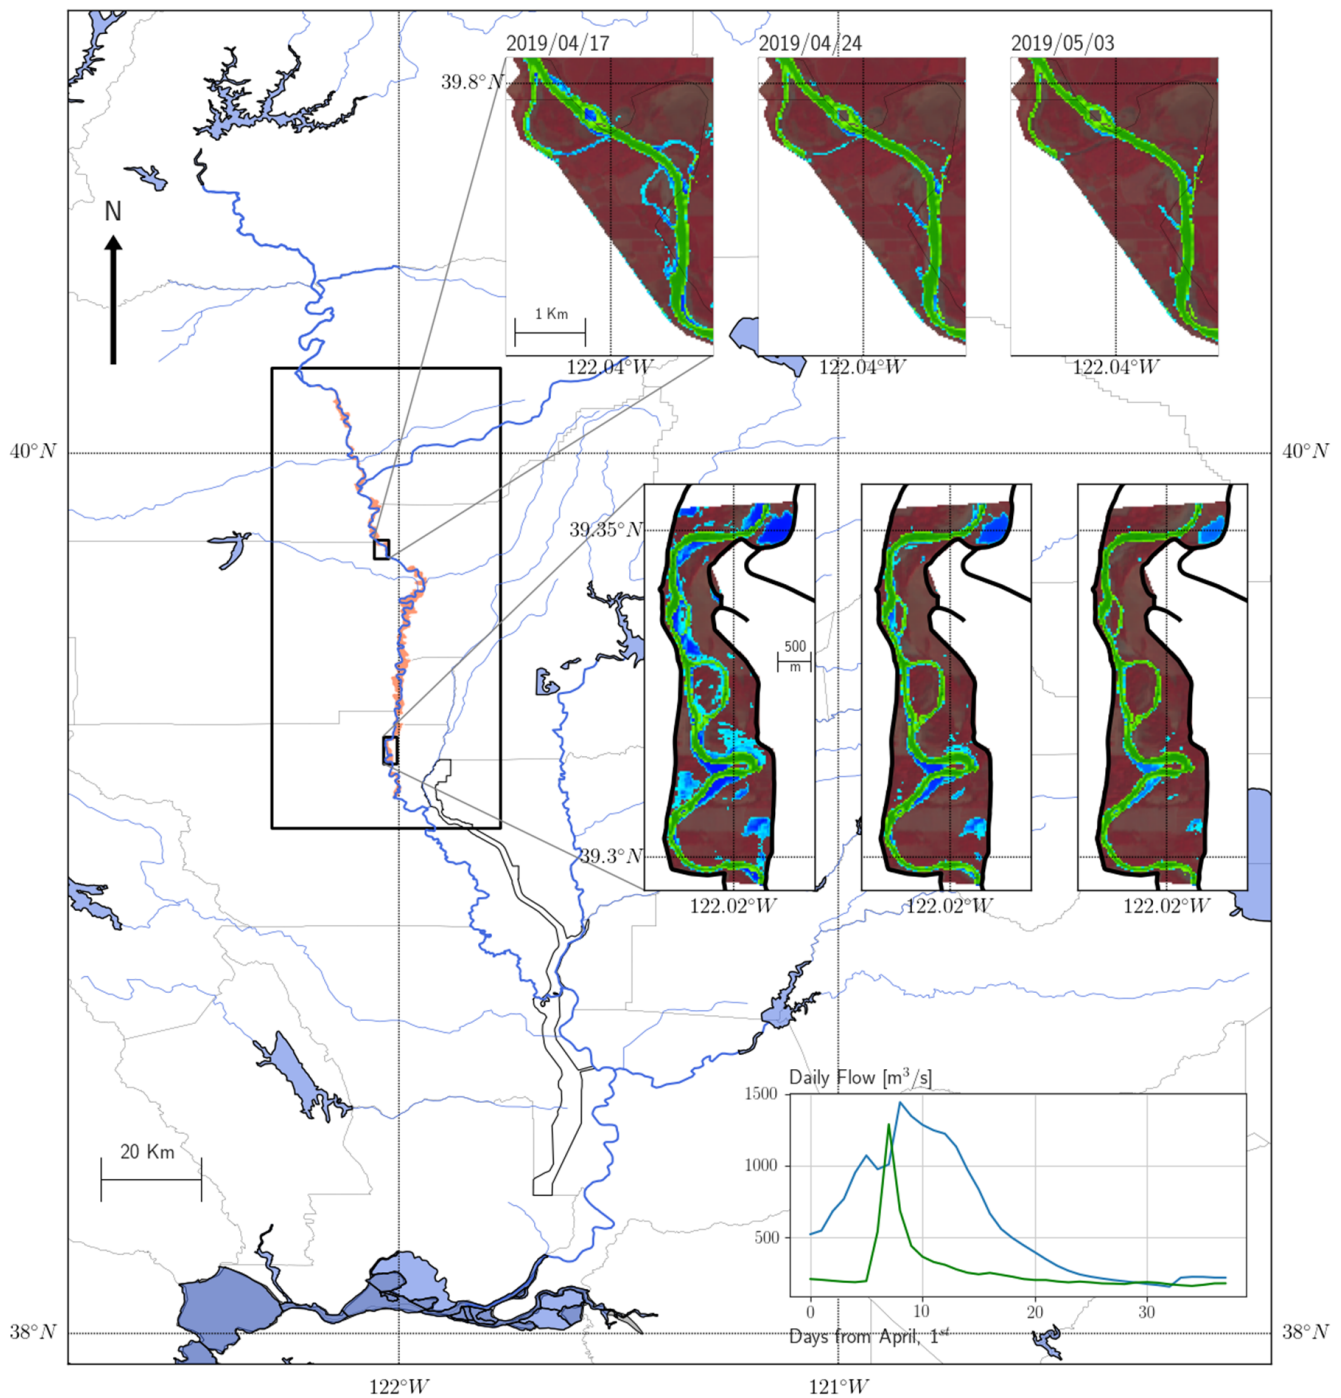 2019/04/17
2019/04/24
2019/05/03
39.8°N
N
1 Km
122.04°W
122.04°W
122.04°W
40°N
40°N
39.35°N
500
m
39.3°N
122.02°W
122.02°W
122.02°W
Daily Flow [m³/s]
1500
1000
500
0
10
20
30
Days from April, 1ˢᵗ
20 Km
38°N
38°N
122°W
121°W